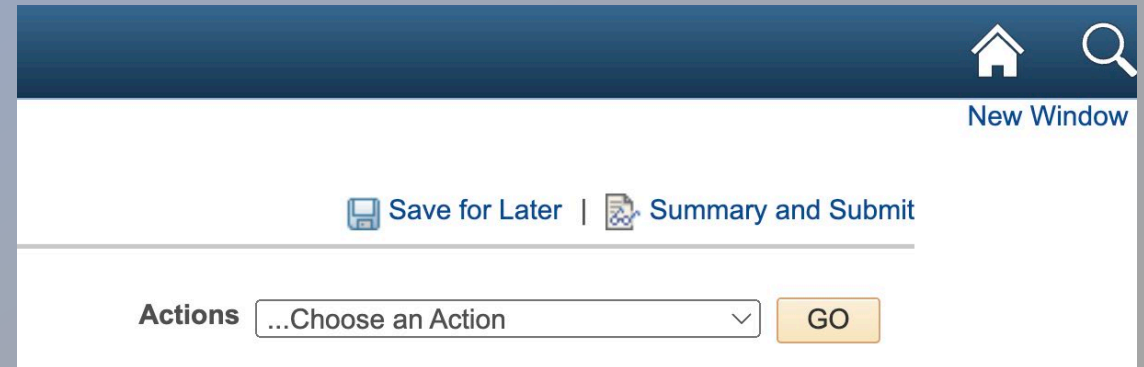 New Window
Save for Later | Summary and Submit
Actions ...Choose an Action GO